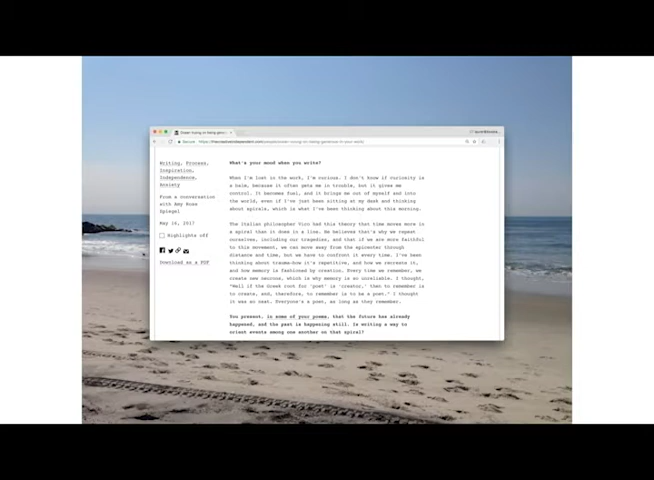 Writing, Process,
Inspiration,
Independence,
Anxiety
From a conversation
with Amy Rose
Spiegel
May 16, 2017
Highlights off
Download as a PDF
What's your mood when you write?
When I'm lost in the work, I'm curious. I don't know if curiosity is
a balm, because it often gets me in trouble, but it gives me
control. It becomes fuel, and it brings me out of myself and into
the world, even if I've just been sitting at my desk and thinking
about spirals, which is what I've been thinking about this morning.
The Italian philosopher Vico had this theory that time moves more in
a spiral than it does in a line. He believes that's why we repeat
ourselves, including our tragedies, and that if we are more faithful
to this movement, we can move away from the epicenter through
distance and time, but we have to confront it every time. I've been
thinking about trauma—how it's repetitive, and how we recreate it,
and how memory is fashioned by creation. Every time we remember, we
create new neurons, which is why memory is so unreliable. I thought,
"Well if the Greek root for 'poet' is 'creator,' then to remember is
to create, and, therefore, to remember is to be a poet." I thought
it was so neat. Everyone's a poet, as long as they remember.
You present, in some of your poems, that the future has already
happened, and the past is happening still. Is writing a way to
orient events among one another on that spiral?